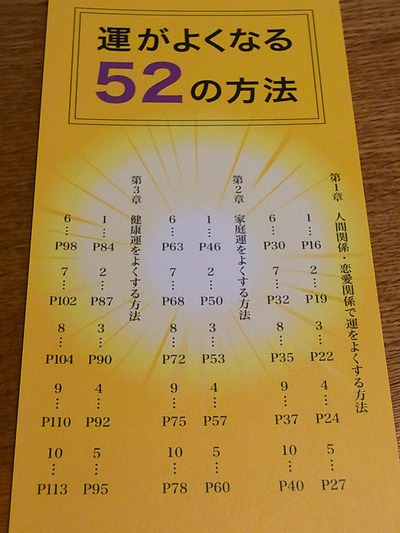 運がよくなる
52の方法
第1章 人間関係・恋愛関係で運をよくする方法
1…P16
2…P19
3…P22
4…P24
5…P27
6…P30
7…P32
8…P35
9…P37
10…P40
第2章 家庭運をよくする方法
1…P46
2…P50
3…P53
4…P57
5…P60
6…P63
7…P68
8…P72
9…P75
10…P78
第3章 健康運をよくする方法
1…P84
2…P87
3…P90
4…P92
5…P95
6…P98
7…P102
8…P104
9…P110
10…P113